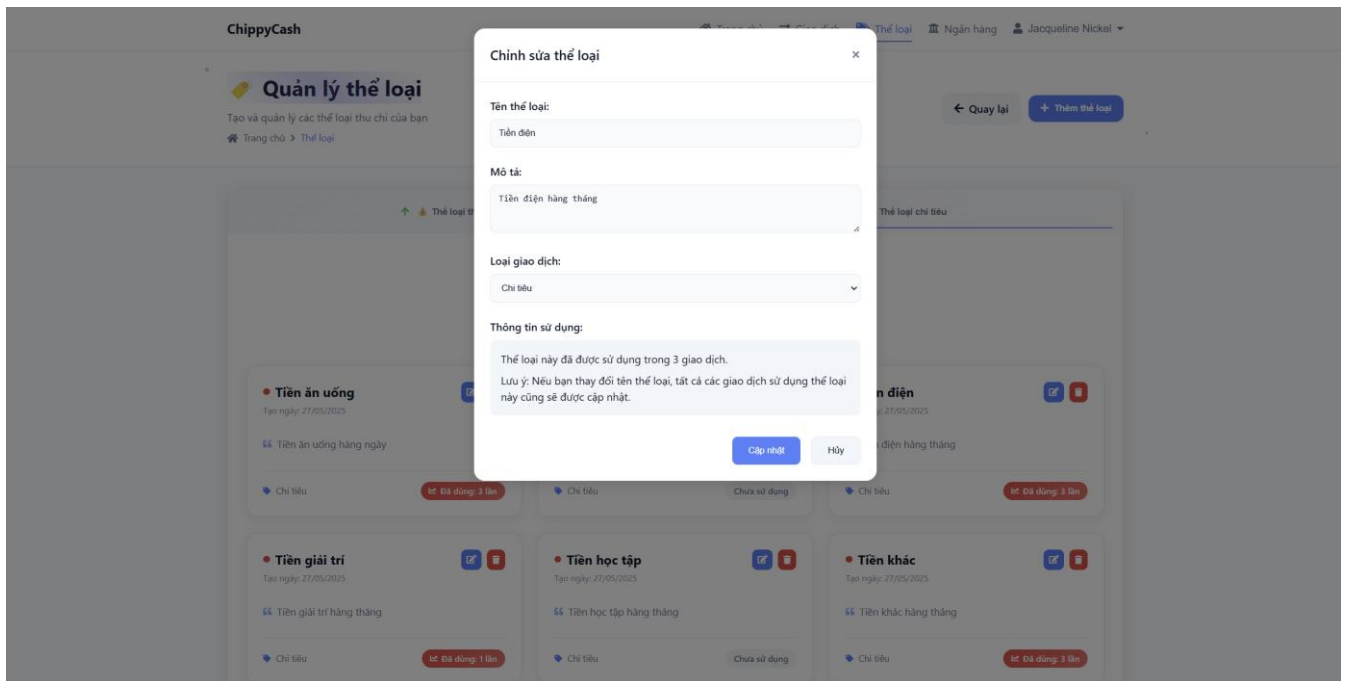 ChippyCash
Trang chủ
Giao dịch
Thể loại
Ngân hàng
Jacqueline Nickel
Quản lý thể loại
Tạo và quản lý các thể loại thu chi của bạn
Trang chủ > Thể loại
Quay lại
+ Thêm thể loại
Thể loại th
Thể loại chi tiêu
Chỉnh sửa thể loại
×
Tên thể loại:
Tiền điện
Mô tả:
Tiền điện hàng tháng
Loại giao dịch:
Chi tiêu
Thông tin sử dụng:
Thể loại này đã được sử dụng trong 3 giao dịch.
Lưu ý: Nếu bạn thay đổi tên thể loại, tất cả các giao dịch sử dụng thể loại
này cũng sẽ được cập nhật.
Cập nhật
Hủy
Tiền ăn uống
Tạo ngày: 27/05/2025
Tiền ăn uống hàng ngày
Chi tiêu
Đã dùng: 3 lần
Chi tiêu
Chưa sử dụng
n điện
y: 27/05/2025
điện hàng tháng
Chi tiêu
Đã dùng: 3 lần
Tiền giải trí
Tạo ngày: 27/05/2025
Tiền giải trí hàng tháng
Chi tiêu
Đã dùng: 1 lần
Tiền học tập
Tạo ngày: 27/05/2025
Tiền học tập hàng tháng
Chi tiêu
Chưa sử dụng
Tiền khác
Tạo ngày: 27/05/2025
Tiền khác hàng tháng
Chi tiêu
Đã dùng: 3 lần